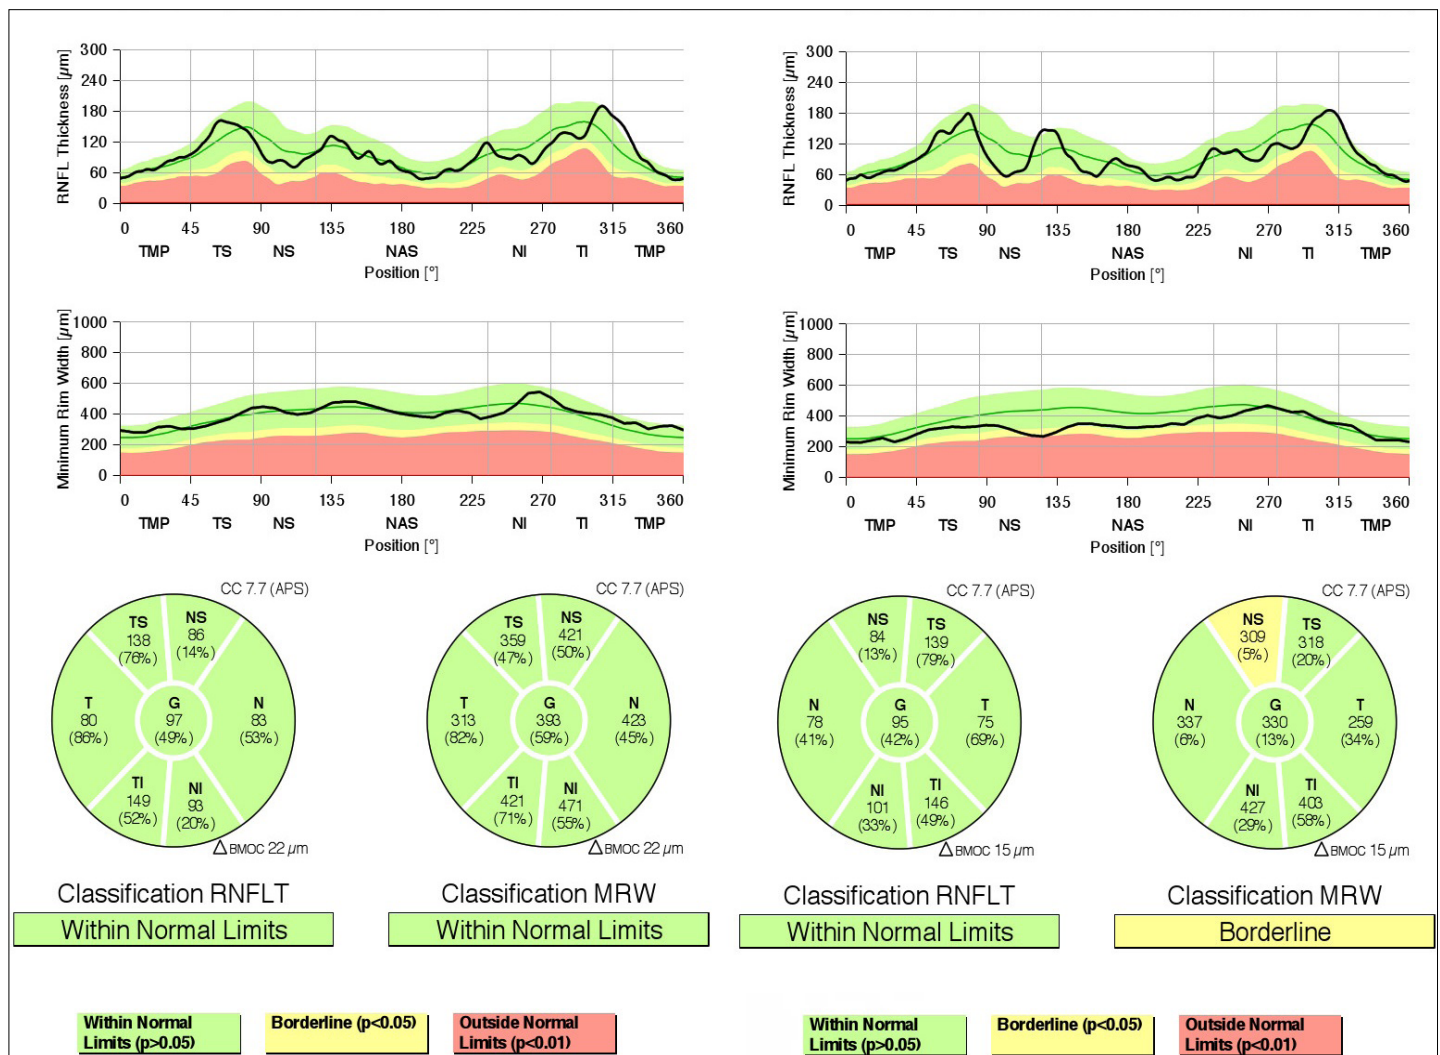 RNFL Thickness [µm]
300
240
180
120
60
0
0 45 90 135 180 225 270 315 360
TMP TS NS NAS NI TI TMP
Position [°]
RNFL Thickness [µm]
300
240
180
120
60
0
0 45 90 135 180 225 270 315 360
TMP TS NS NAS NI TI TMP
Position [°]
Minimum Rim Width [µm]
1000
800
600
400
200
0
0 45 90 135 180 225 270 315 360
TMP TS NS NAS NI TI TMP
Position [°]
Minimum Rim Width [µm]
1000
800
600
400
200
0
0 45 90 135 180 225 270 315 360
TMP TS NS NAS NI TI TMP
Position [°]
CC 7.7 (APS)
TS
138
(76%)
NS
86
(14%)
T
80
(86%)
G
97
(49%)
N
83
(53%)
TI
149
(52%)
NI
93
(20%)
△ BMOC 22 µm
Classification RNFLT
Within Normal Limits
CC 7.7 (APS)
TS
359
(47%)
NS
421
(50%)
T
313
(82%)
G
393
(59%)
N
423
(45%)
TI
421
(71%)
NI
471
(55%)
△ BMOC 22 µm
Classification MRW
Within Normal Limits
CC 7.7 (APS)
NS
84
(13%)
TS
139
(79%)
N
78
(41%)
G
95
(42%)
T
75
(69%)
NI
101
(33%)
TI
146
(49%)
△ BMOC 15 µm
Classification RNFLT
Within Normal Limits
CC 7.7 (APS)
NS
309
(5%)
TS
318
(20%)
N
337
(6%)
G
330
(13%)
T
259
(34%)
NI
427
(29%)
TI
403
(58%)
△ BMOC 15 µm
Classification MRW
Borderline
Within Normal
Limits (p>0.05)
Borderline (p<0.05)
Outside Normal
Limits (p<0.01)
Within Normal
Limits (p>0.05)
Borderline (p<0.05)
Outside Normal
Limits (p<0.01)